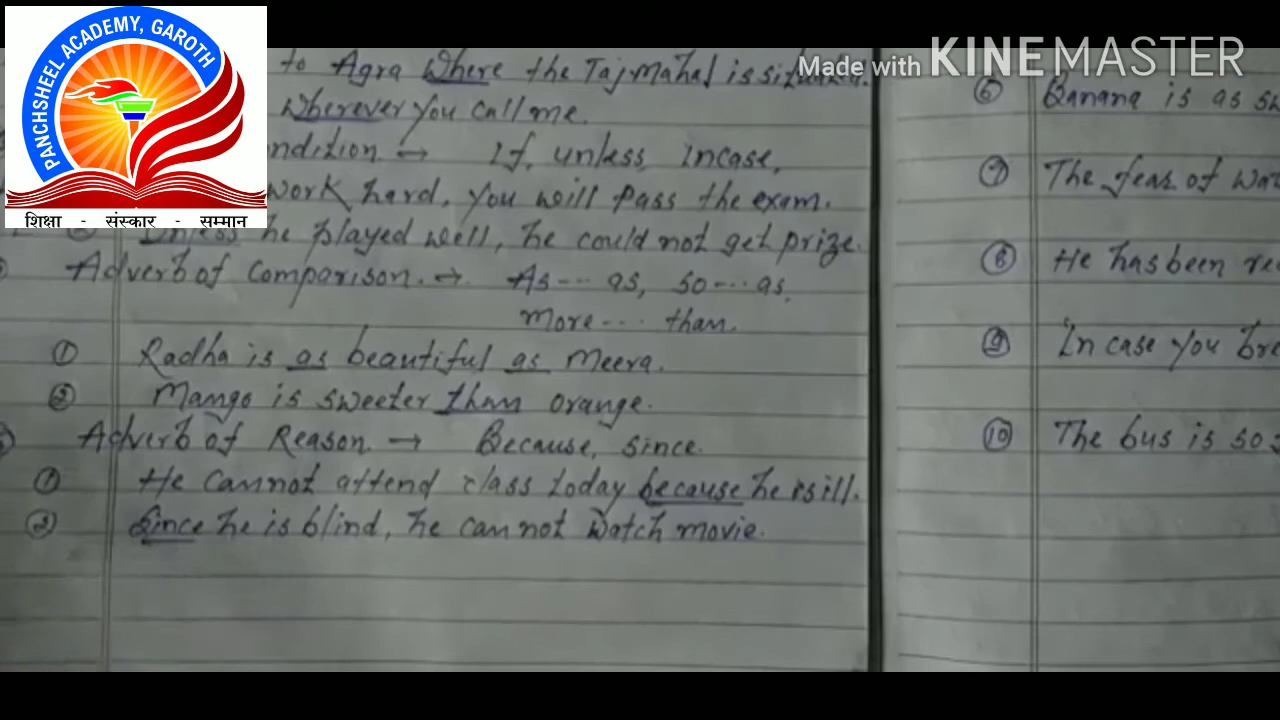 PANCHSHEEL ACADEMY, GAROTH
शिक्षा - संस्कार - सम्मान
Made with KINEMASTER
to Agra where the Tajmahal is situated.
Wherever you call me.
ndition → If, unless, Incase,
work hard, you will pass the exam.
② Unless he played well, he could not get prize.
Adverb of Comparison. → As--- as, so--- as,
more--- than.
① Radha is as beautiful as Meera.
② Mango is sweeter than orange.
Adverb of Reason → Because, since.
① He cannot attend class today because he is ill.
② Since he is blind, he can not watch movie.
⑥ Banana is as s
⑦ The fear of wat
⑧ He has been re
⑨ In case you bre
⑩ The bus is so s